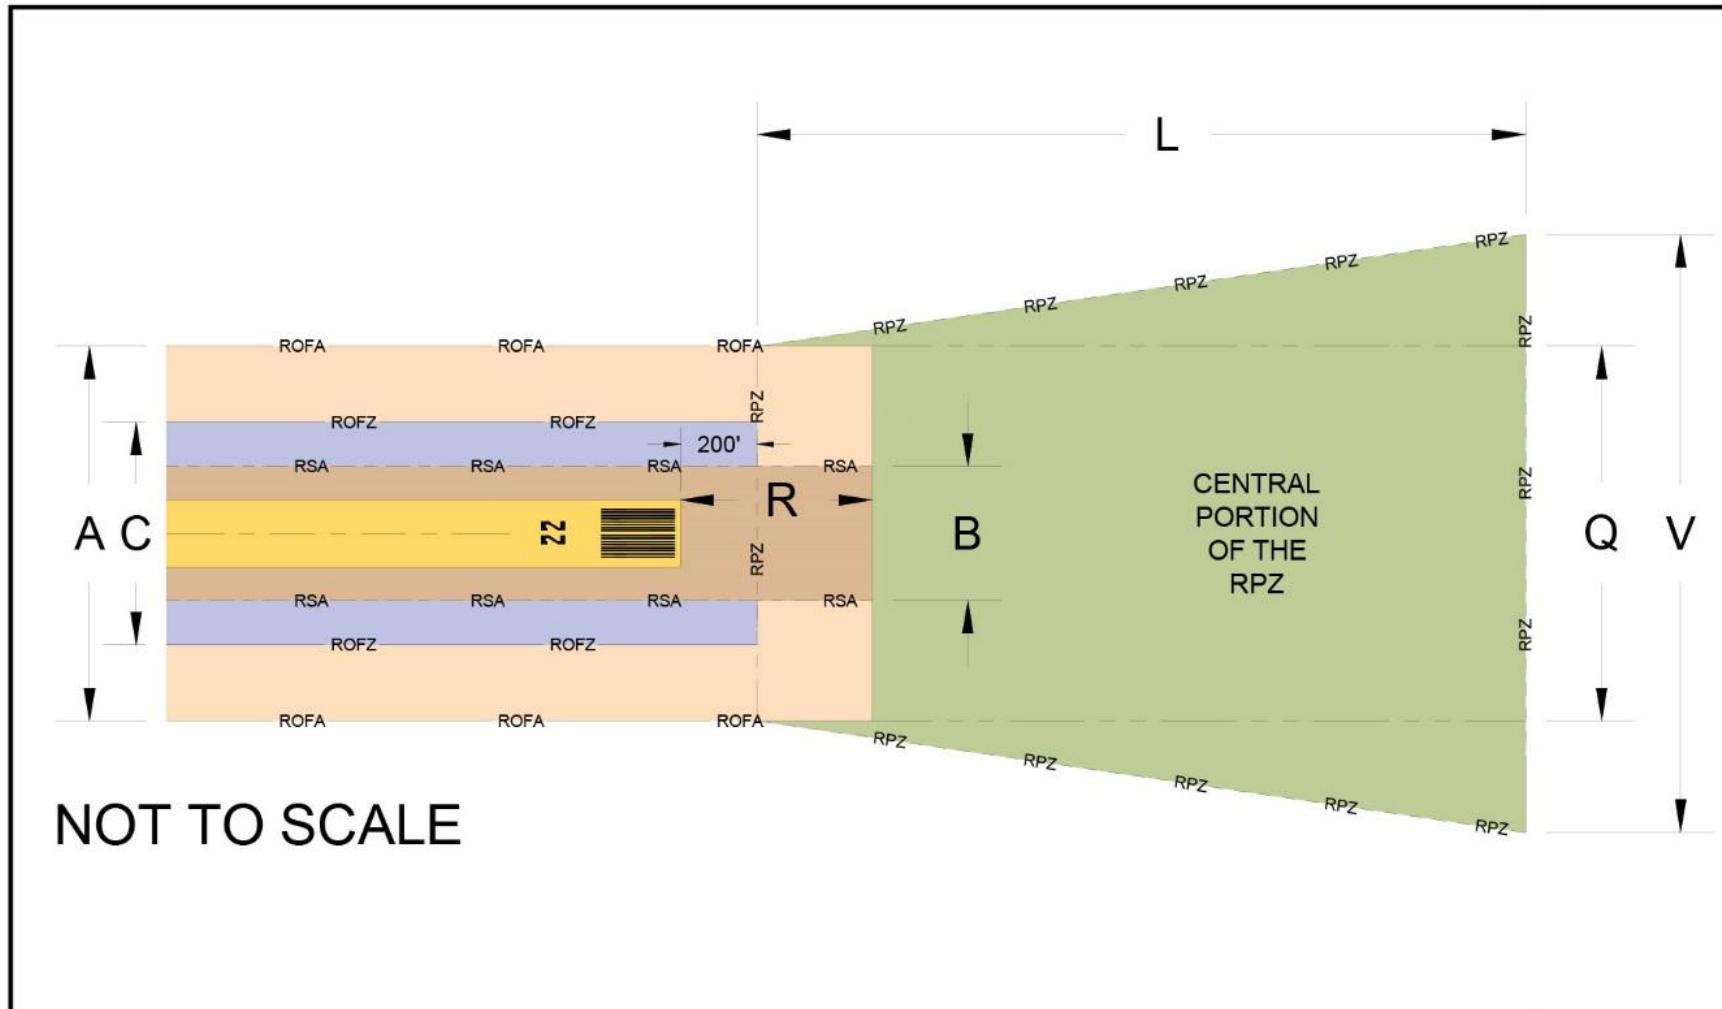 L
RPZ
RPZ
RPZ
RPZ
RPZ
ROFA ROFA ROFA
RPZ
RPZ
ROFZ ROFZ
200'
RSA RSA RSA RSA
R
CENTRAL
PORTION
OF THE
RPZ
RPZ
A C
22
RPZ
B
Q V
RSA RSA RSA RSA
ROFZ ROFZ
RPZ
ROFA ROFA ROFA
RPZ
RPZ
RPZ
RPZ
RPZ
NOT TO SCALE